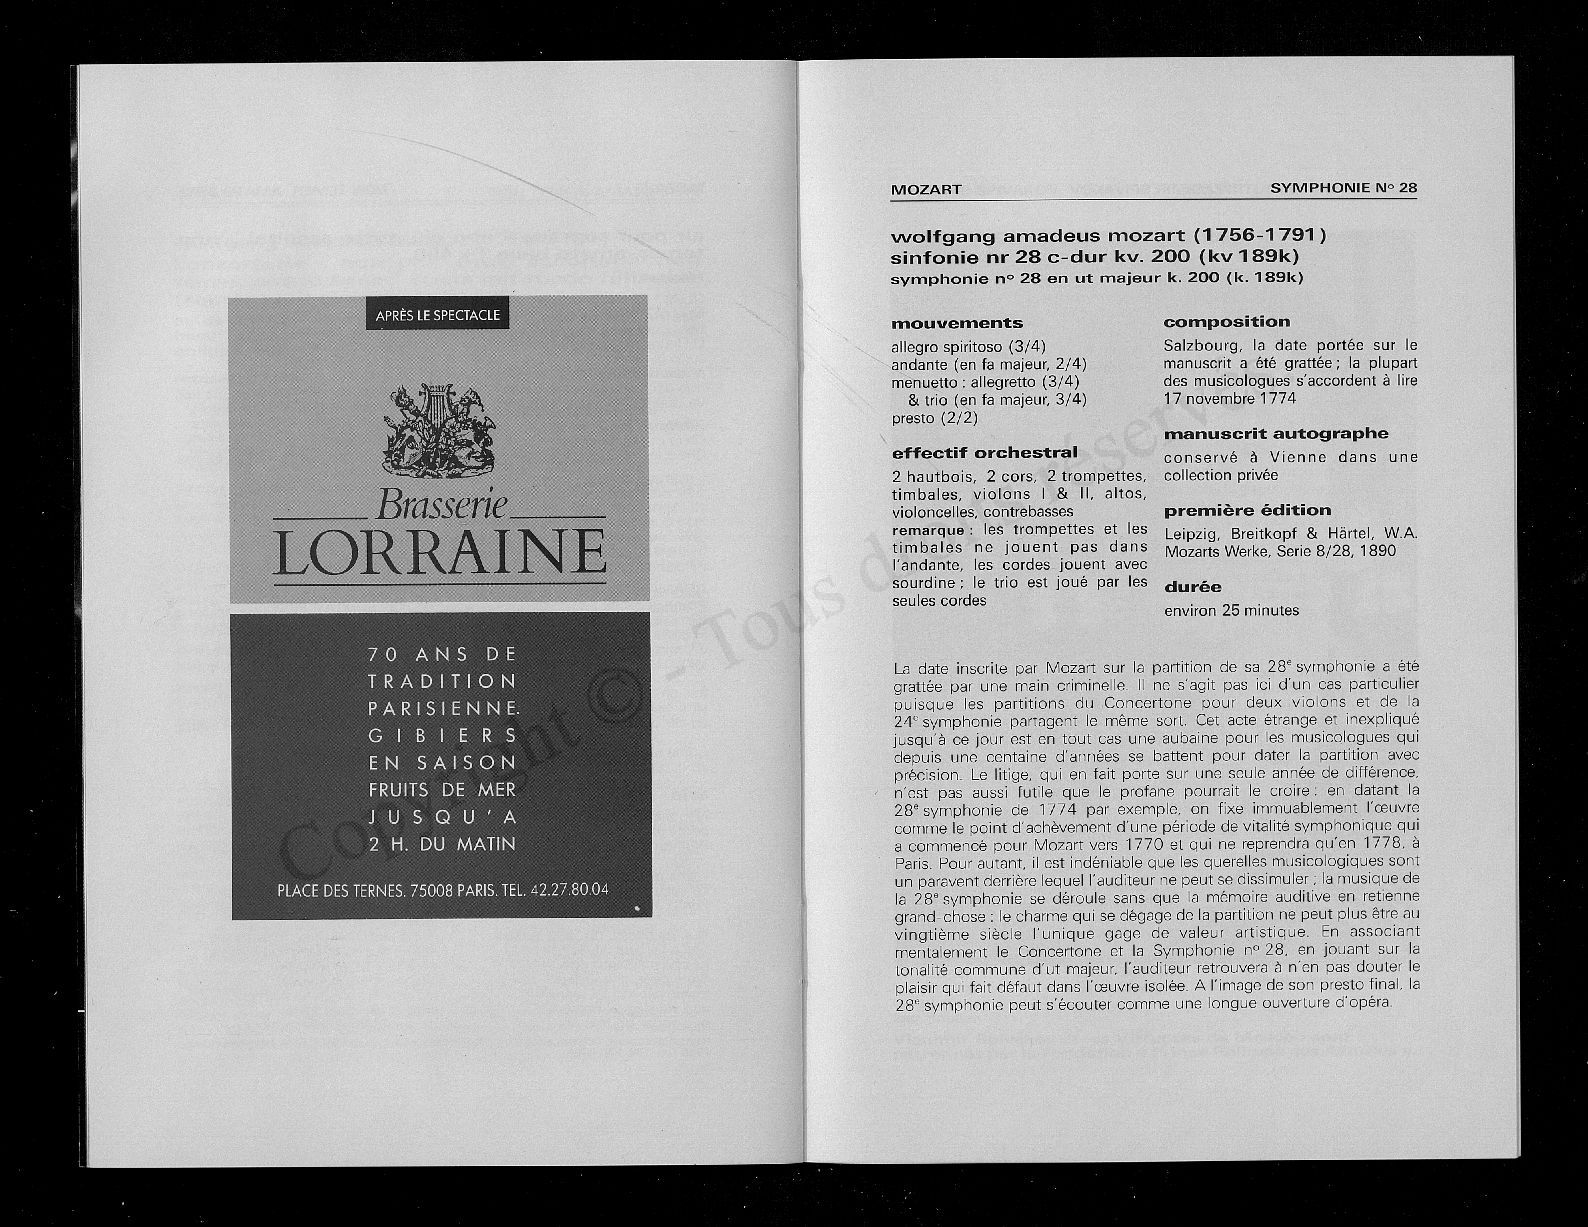 APRÈS LE SPECTACLE
Brasserie
LORRAINE
70 ANS DE
TRADITION
PARISIENNE.
GIBIERS
EN SAISON
FRUITS DE MER
JUSQU'A
2 H. DU MATIN
PLACE DES TERNES. 75008 PARIS. TEL. 42.27.80.04
Copyright © - Tous droits réservés
MOZART SYMPHONIE Nº 28
wolfgang amadeus mozart (1756-1791)
sinfonie nr 28 c-dur kv. 200 (kv 189k)
symphonie nº 28 en ut majeur k. 200 (k. 189k)
mouvements
allegro spiritoso (3/4)
andante (en fa majeur, 2/4)
menuetto : allegretto (3/4)
& trio (en fa majeur, 3/4)
presto (2/2)
effectif orchestral
2 hautbois, 2 cors, 2 trompettes,
timbales, violons I & II, altos,
violoncelles, contrebasses
remarque : les trompettes et les
timbales ne jouent pas dans
l'andante, les cordes jouent avec
sourdine ; le trio est joué par les
seules cordes
composition
Salzbourg, la date portée sur le
manuscrit a été grattée ; la plupart
des musicologues s'accordent à lire
17 novembre 1774
manuscrit autographe
conservé à Vienne dans une
collection privée
première édition
Leipzig, Breitkopf & Härtel, W.A.
Mozarts Werke, Serie 8/28, 1890
durée
environ 25 minutes
La date inscrite par Mozart sur la partition de sa 28e symphonie a été
grattée par une main criminelle. Il ne s'agit pas ici d'un cas particulier
puisque les partitions du Concertone pour deux violons et de la
24e symphonie partagent le même sort. Cet acte étrange et inexpliqué
jusqu'à ce jour est en tout cas une aubaine pour les musicologues qui
depuis une centaine d'années se battent pour dater la partition avec
précision. Le litige, qui en fait porte sur une seule année de différence,
n'est pas aussi futile que le profane pourrait le croire : en datant la
28e symphonie de 1774 par exemple, on fixe immuablement l'œuvre
comme le point d'achèvement d'une période de vitalité symphonique qui
a commencé pour Mozart vers 1770 et qui ne reprendra qu'en 1778, à
Paris. Pour autant, il est indéniable que les querelles musicologiques sont
un paravent derrière lequel l'auditeur ne peut se dissimuler ; la musique de
la 28e symphonie se déroule sans que la mémoire auditive en retienne
grand-chose : le charme qui se dégage de la partition ne peut plus être au
vingtième siècle l'unique gage de valeur artistique. En associant
mentalement le Concertone et la Symphonie nº 28, en jouant sur la
tonalité commune d'ut majeur, l'auditeur retrouvera à n'en pas douter le
plaisir qui fait défaut dans l'œuvre isolée. A l'image de son presto final, la
28e symphonie peut s'écouter comme une longue ouverture d'opéra.